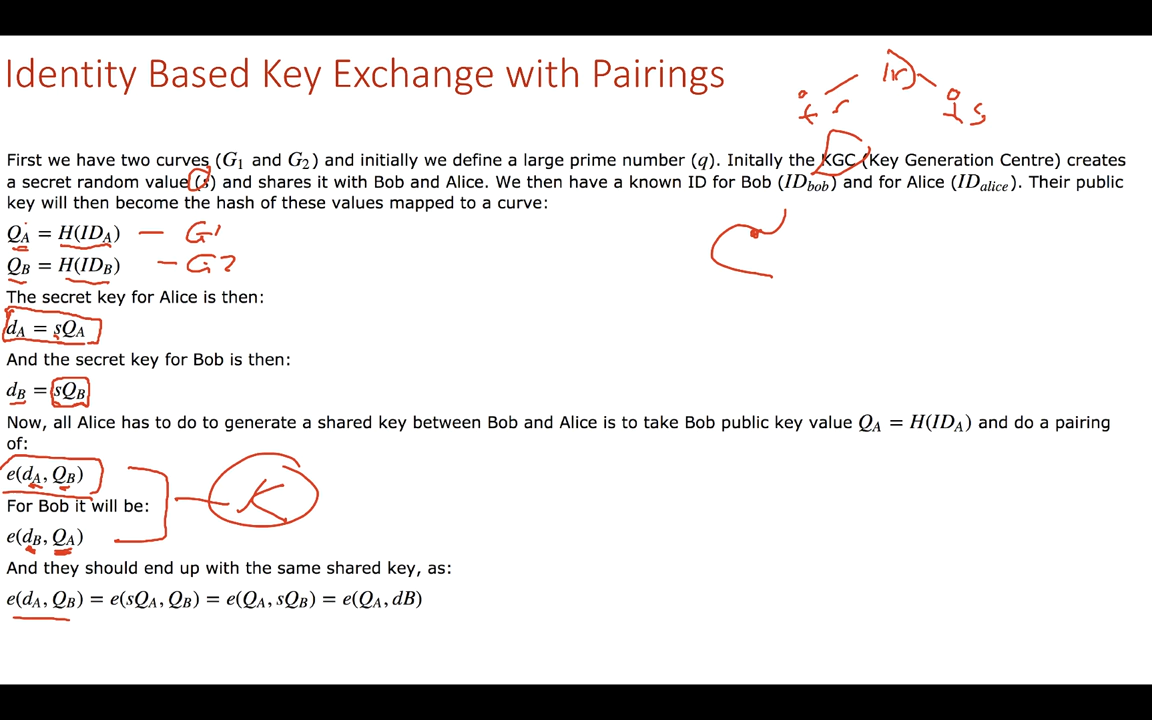 Identity Based Key Exchange with Pairings
First we have two curves (G₁ and G₂) and initially we define a large prime number (q). Initally the KGC (Key Generation Centre) creates
a secret random value (s) and shares it with Bob and Alice. We then have a known ID for Bob (ID_bob) and for Alice (ID_alice). Their public
key will then become the hash of these values mapped to a curve:
Q_A = H(ID_A) — G1
Q_B = H(ID_B) — G2
The secret key for Alice is then:
d_A = sQ_A
And the secret key for Bob is then:
d_B = sQ_B
Now, all Alice has to do to generate a shared key between Bob and Alice is to take Bob public key value Q_A = H(ID_A) and do a pairing
of:
e(d_A, Q_B)
K
For Bob it will be:
e(d_B, Q_A)
And they should end up with the same shared key, as:
e(d_A, Q_B) = e(sQ_A, Q_B) = e(Q_A, sQ_B) = e(Q_A, dB)